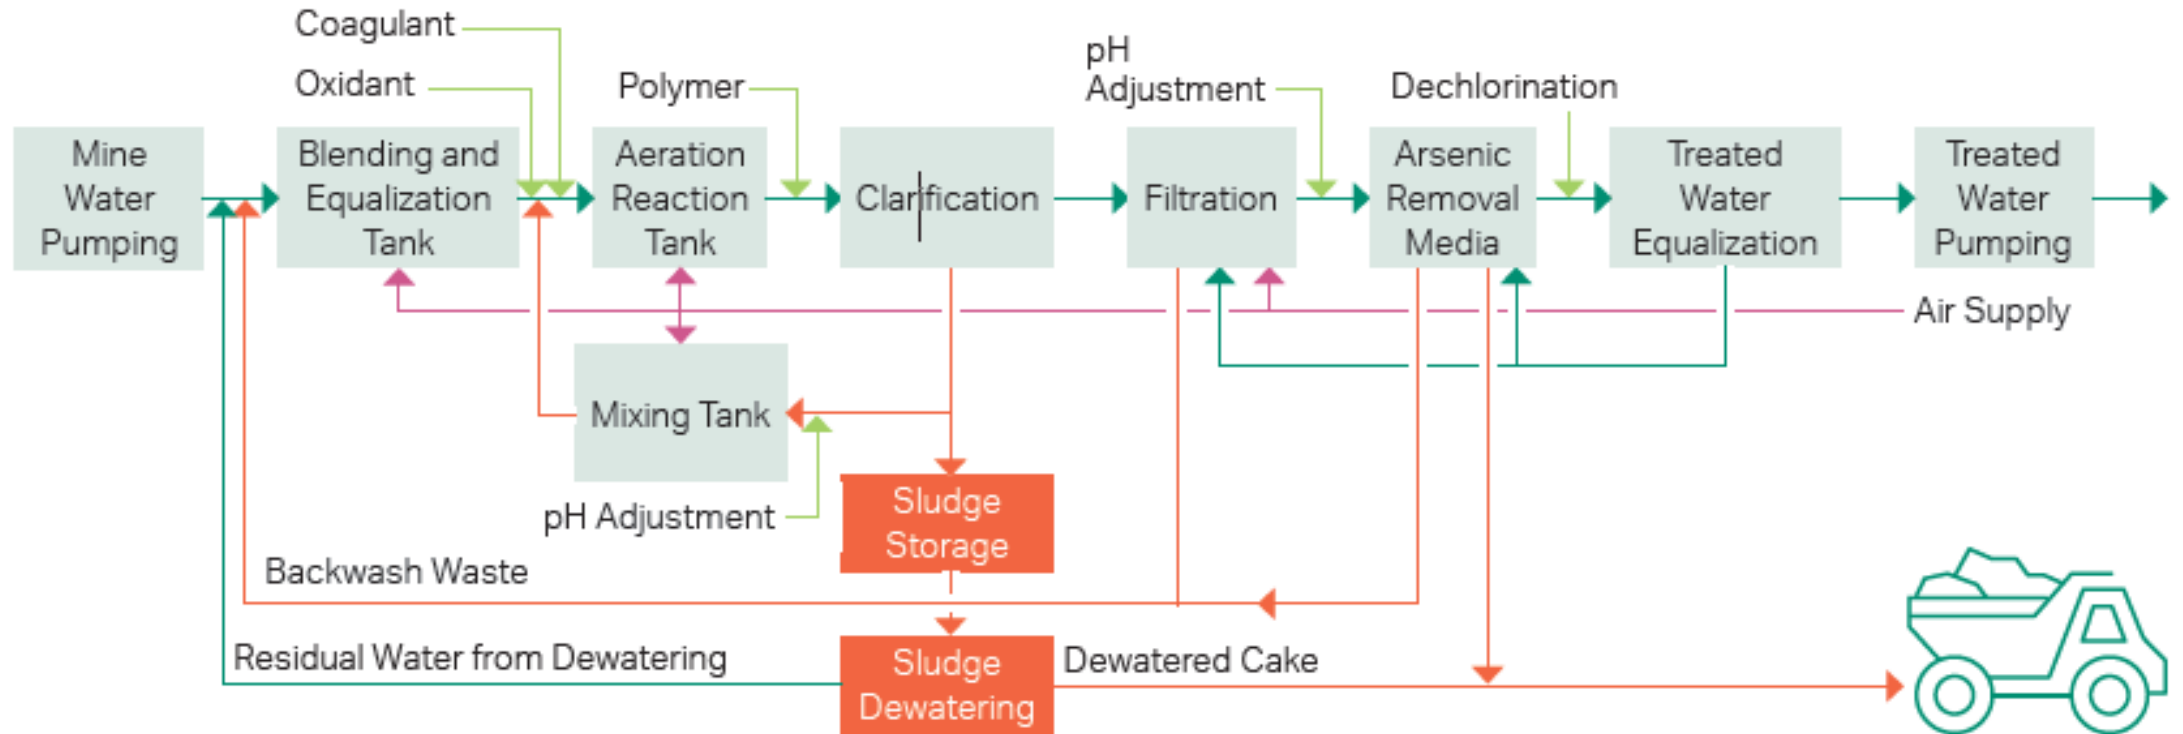 Coagulant
Oxidant
Polymer
pH
Adjustment
Dechlorination
Mine
Water
Pumping
Blending and
Equalization
Tank
Aeration
Reaction
Tank
Clarification
Filtration
Arsenic
Removal
Media
Treated
Water
Equalization
Treated
Water
Pumping
Air Supply
Mixing Tank
pH Adjustment
Sludge
Storage
Backwash Waste
Residual Water from Dewatering
Sludge
Dewatering
Dewatered Cake